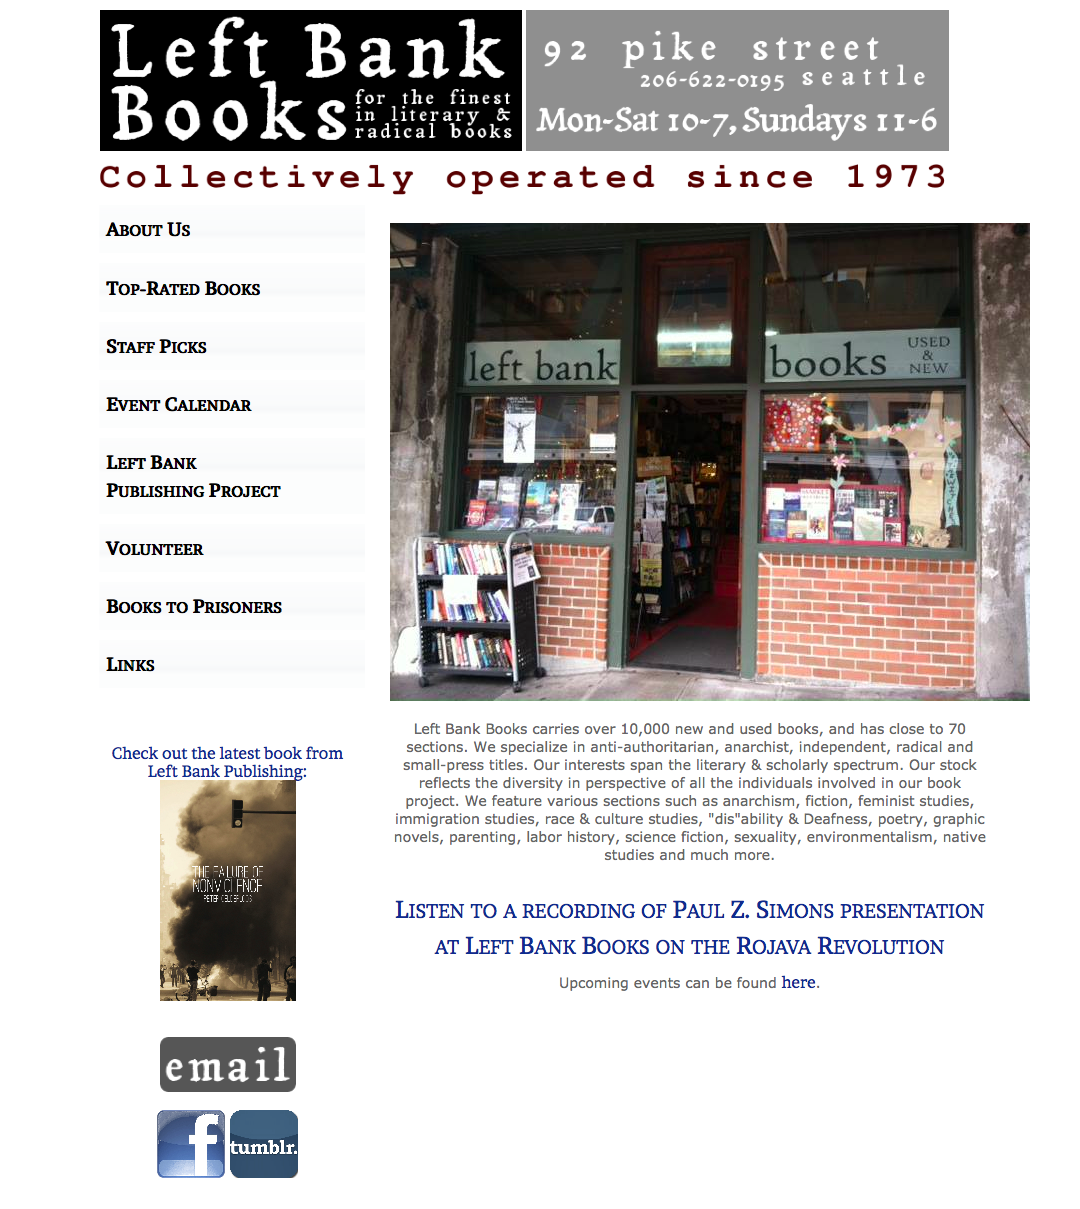 Left Bank
Books
for the finest
in literary &
radical books
92 pike street
206-622-0195 seattle
Mon-Sat 10-7, Sundays 11-6
Collectively operated since 1973
About Us
Top-Rated Books
Staff Picks
Event Calendar
Left Bank
Publishing Project
Volunteer
Books to Prisoners
Links
Check out the latest book from
Left Bank Publishing:
THE FAILURE OF
NONVIOLENCE
PETER GELDERLOOS
email
f
tumblr.
left bank
books
USED
&
NEW
Left Bank Books carries over 10,000 new and used books, and has close to 70
sections. We specialize in anti-authoritarian, anarchist, independent, radical and
small-press titles. Our interests span the literary & scholarly spectrum. Our stock
reflects the diversity in perspective of all the individuals involved in our book
project. We feature various sections such as anarchism, fiction, feminist studies,
immigration studies, race & culture studies, "dis"ability & Deafness, poetry, graphic
novels, parenting, labor history, science fiction, sexuality, environmentalism, native
studies and much more.
Listen to a recording of Paul Z. Simons presentation
at Left Bank Books on the Rojava Revolution
Upcoming events can be found here.